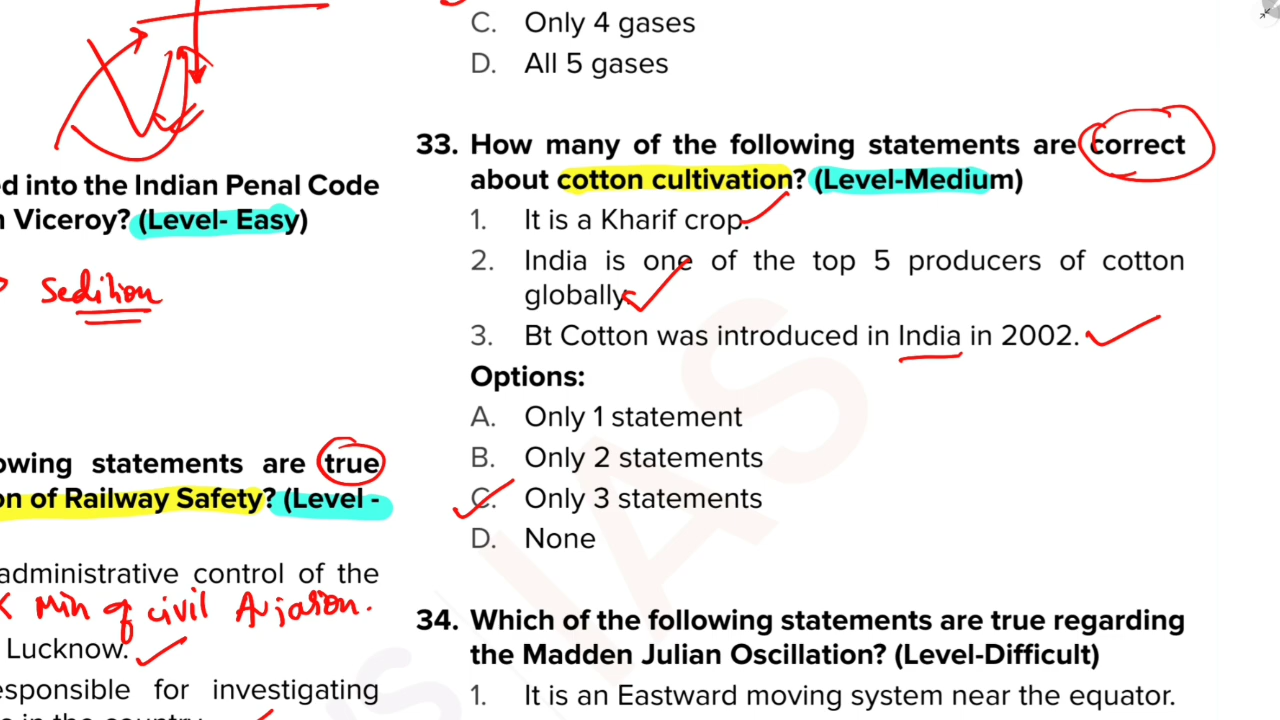 ed into the Indian Penal Code
n Viceroy? (Level- Easy)
Sedition
owing statements are true
on of Railway Safety? (Level -
administrative control of the
X Min of civil Aviation.
Lucknow.
esponsible for investigating
C. Only 4 gases
D. All 5 gases
33. How many of the following statements are correct
about cotton cultivation? (Level-Medium)
1. It is a Kharif crop.
2. India is one of the top 5 producers of cotton
globally.
3. Bt Cotton was introduced in India in 2002.
Options:
A. Only 1 statement
B. Only 2 statements
C. Only 3 statements
D. None
34. Which of the following statements are true regarding
the Madden Julian Oscillation? (Level-Difficult)
1. It is an Eastward moving system near the equator.
IAS